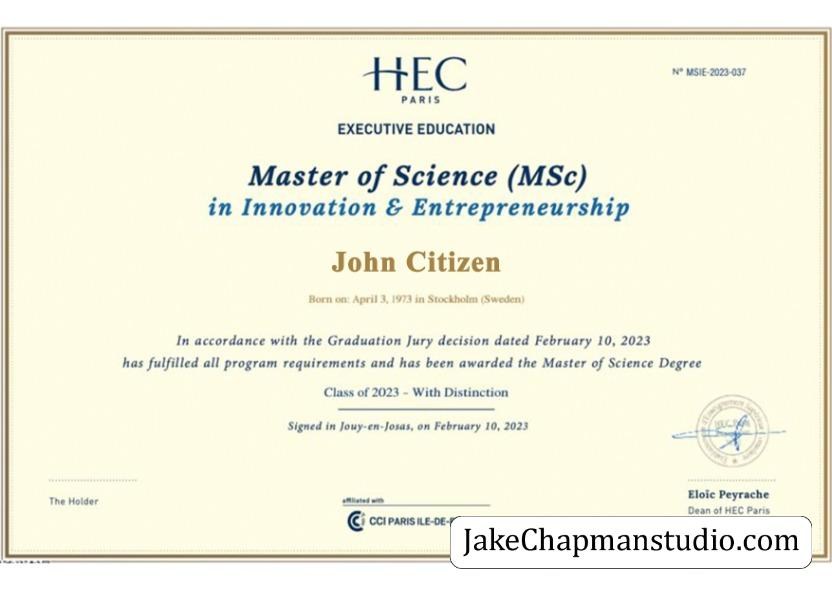 HEC
PARIS
N° MSIE-2023-037
EXECUTIVE EDUCATION
Master of Science (MSc)
in Innovation & Entrepreneurship
John Citizen
Born on: April 3, 1973 in Stockholm (Sweden)
In accordance with the Graduation Jury decision dated February 10, 2023
has fulfilled all program requirements and has been awarded the Master of Science Degree
Class of 2023 – With Distinction
Signed in Jouy-en-Josas, on February 10, 2023
The Holder
affiliated with
CCI PARIS ILE-DE-
Eloïc Peyrache
Dean of HEC Paris
JakeChapmanstudio.com